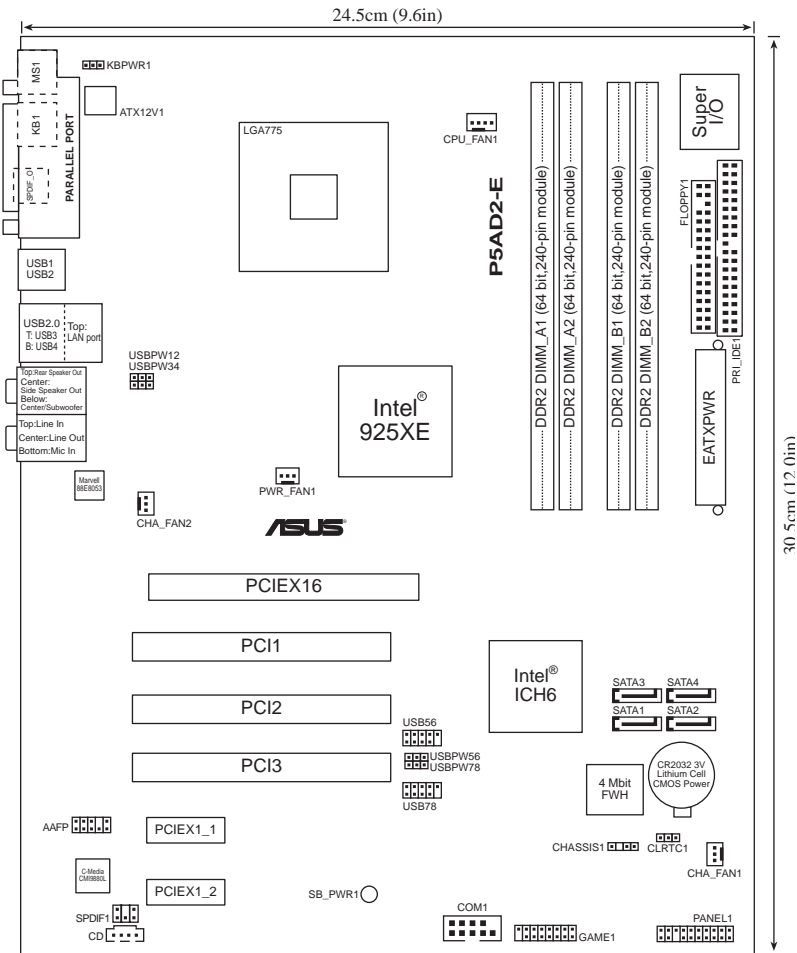 24.5cm (9.6in)
KBPWR1
MS1
ATX12V1
KB1
PARALLEL PORT
SPDIF_O1
LGA775
CPU_FAN1
Super
I/O
P5AD2-E
DDR2 DIMM_A1 (64 bit,240-pin module)
DDR2 DIMM_A2 (64 bit,240-pin module)
DDR2 DIMM_B1 (64 bit,240-pin module)
DDR2 DIMM_B2 (64 bit,240-pin module)
FLOPPY1
PRI_IDE1
30.5cm (12.0in)
USB1
USB2
USB2.0
T: USB3
B: USB4
Top:
LAN port
USBPW12
USBPW34
Top:Rear Speaker Out
Center:
Side Speaker Out
Below:
Center/Subwoofer
Top:Line In
Center:Line Out
Bottom:Mic In
Intel®
925XE
EATXPWR
Marvell
88E8053
CHA_FAN2
PWR_FAN1
ASUS
PCIEX16
PCI1
PCI2
PCI3
Intel®
ICH6
SATA3
SATA4
SATA1
SATA2
USB56
USBPW56
USBPW78
USB78
4 Mbit
FWH
CR2032 3V
Lithium Cell
CMOS Power
AAFP
PCIEX1_1
CHASSIS1
CLRTC1
CHA_FAN1
C-Media
CMI9880L
PCIEX1_2
SB_PWR1
SPDIF1
CD
COM1
GAME1
PANEL1